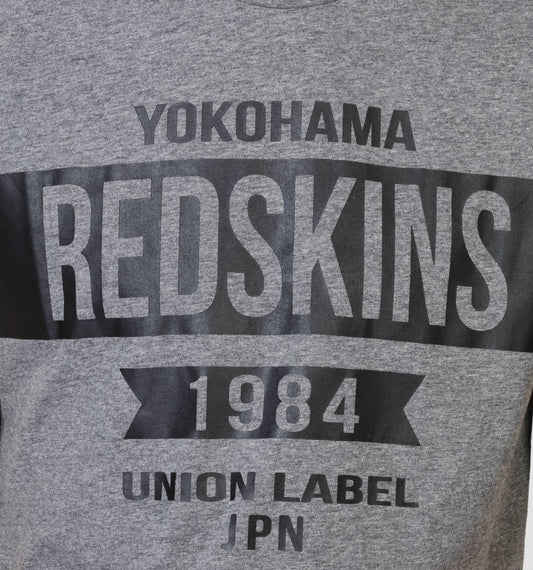 YOKOHAMA
REDSKINS
1984
UNION LABEL
JPN